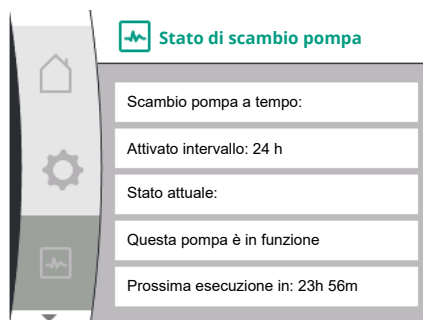 Stato di scambio pompa
Scambio pompa a tempo:
Attivato intervallo: 24 h
Stato attuale:
Questa pompa è in funzione
Prossima esecuzione in: 23h 56m